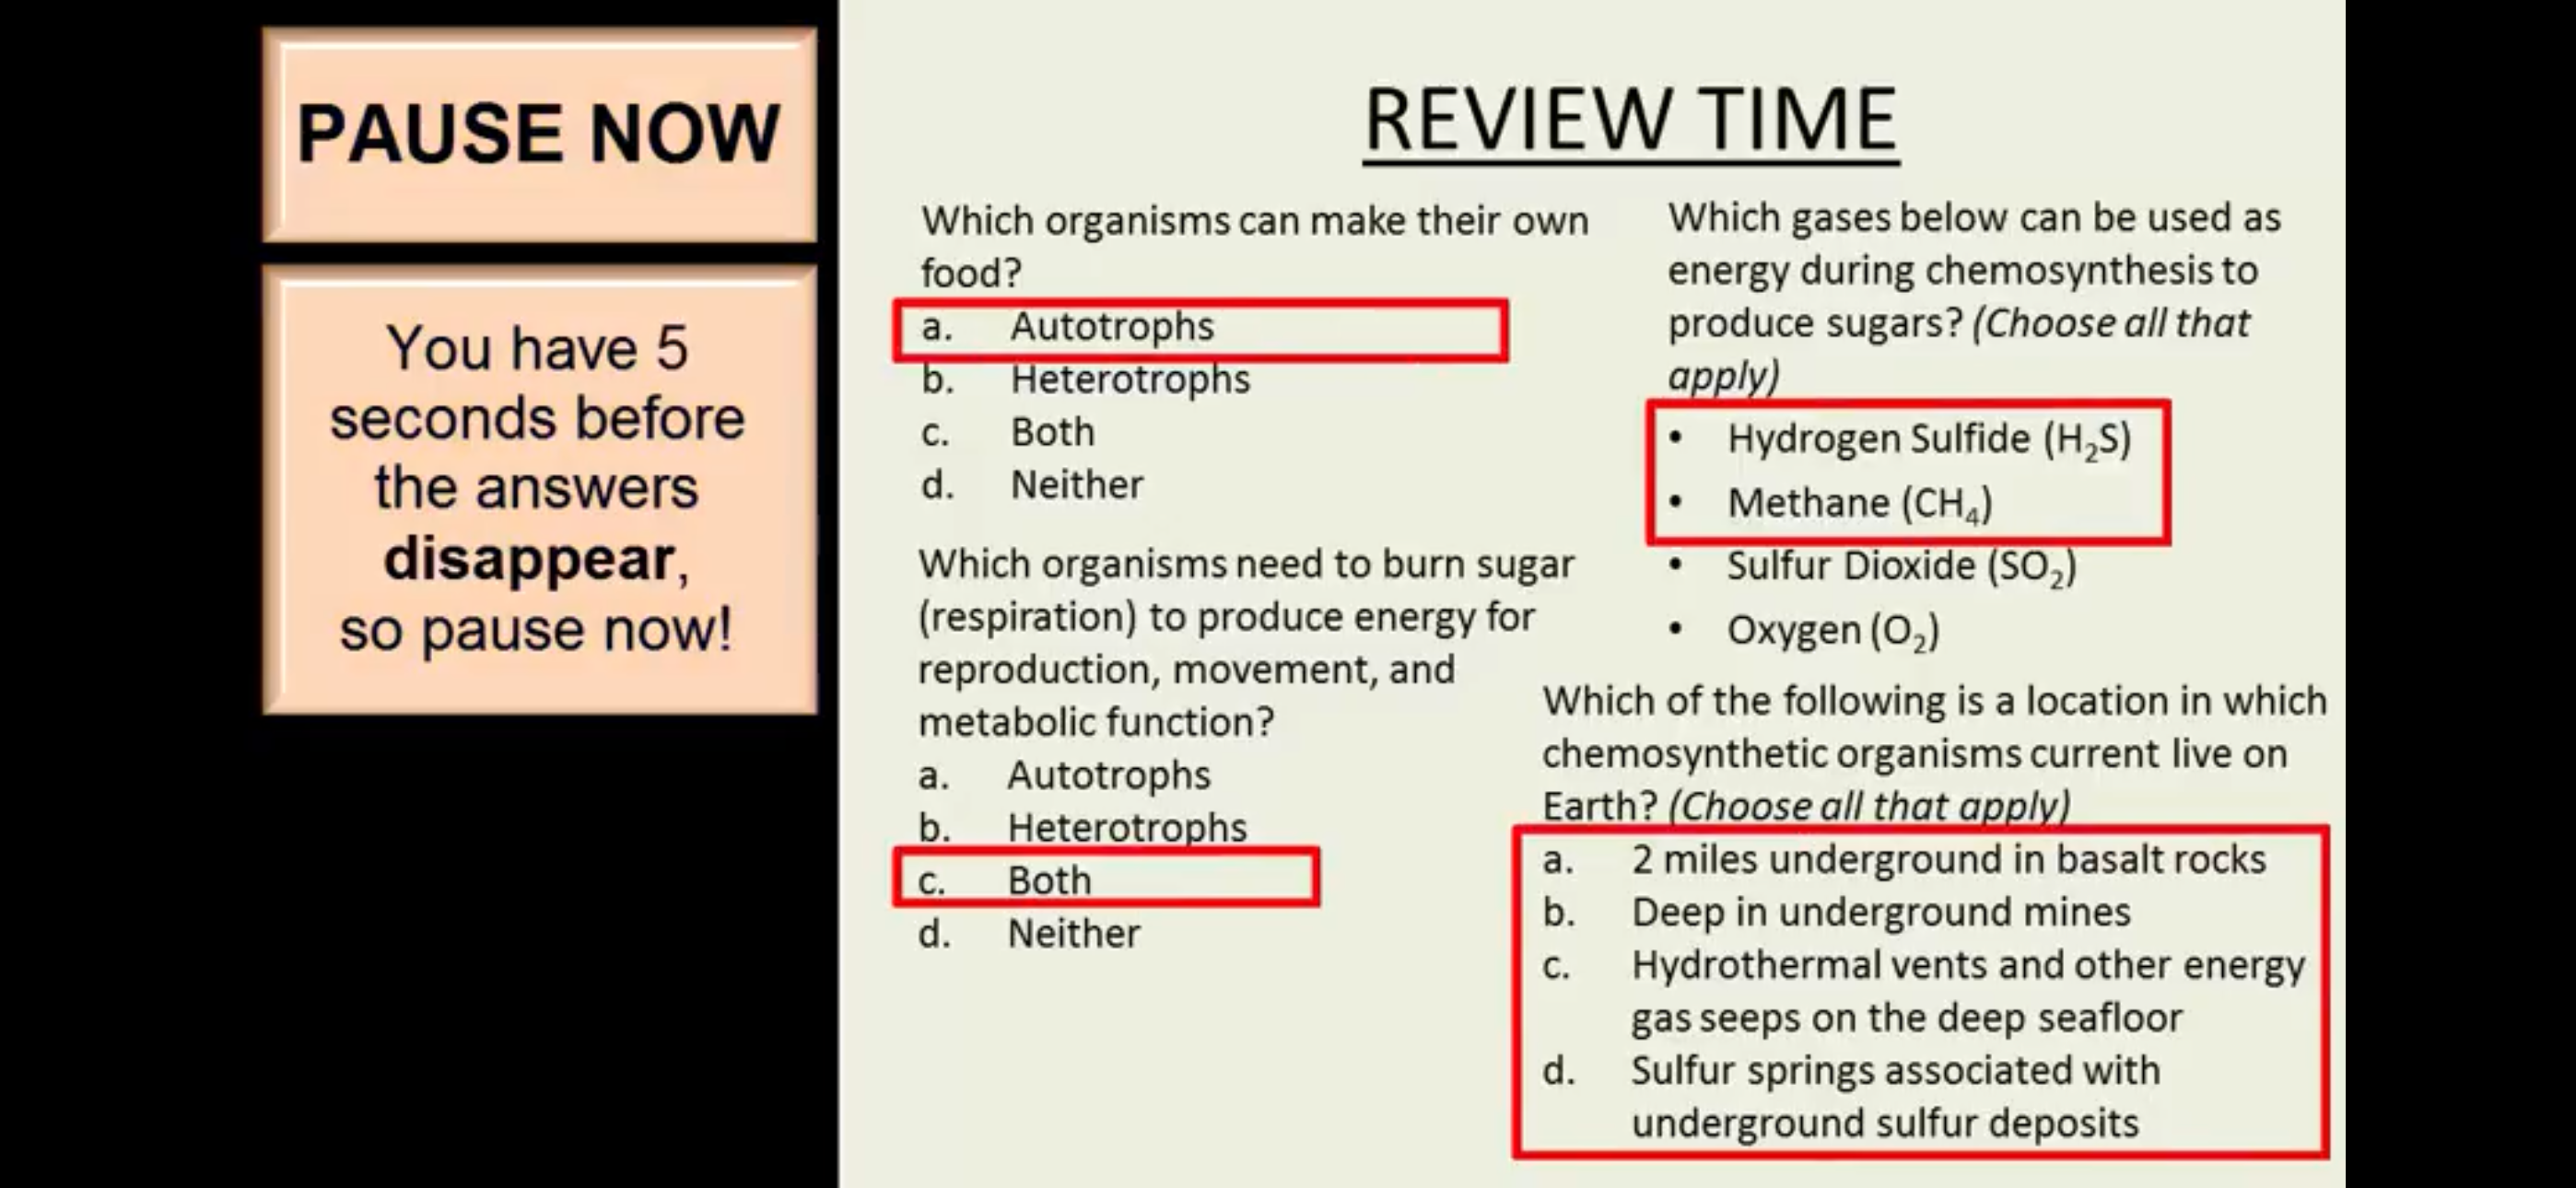 PAUSE NOW
You have 5
seconds before
the answers
disappear,
so pause now!
REVIEW TIME
Which organisms can make their own
food?
a. Autotrophs
b. Heterotrophs
c. Both
d. Neither
Which organisms need to burn sugar
(respiration) to produce energy for
reproduction, movement, and
metabolic function?
a. Autotrophs
b. Heterotrophs
c. Both
d. Neither
Which gases below can be used as
energy during chemosynthesis to
produce sugars? (Choose all that
apply)
• Hydrogen Sulfide (H₂S)
• Methane (CH₄)
• Sulfur Dioxide (SO₂)
• Oxygen (O₂)
Which of the following is a location in which
chemosynthetic organisms current live on
Earth? (Choose all that apply)
a. 2 miles underground in basalt rocks
b. Deep in underground mines
c. Hydrothermal vents and other energy
gas seeps on the deep seafloor
d. Sulfur springs associated with
underground sulfur deposits